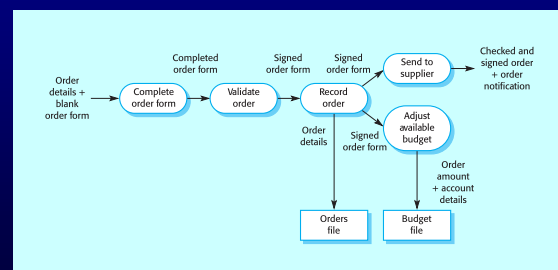 Order
details +
blank
order form
Complete
order form
Completed
order form
Validate
order
Signed
order form
Record
order
Signed
order form
Send to
supplier
Checked and
signed order
+ order
notification
Order
details
Signed
order form
Adjust
available
budget
Order
amount
+ account
details
Orders
file
Budget
file